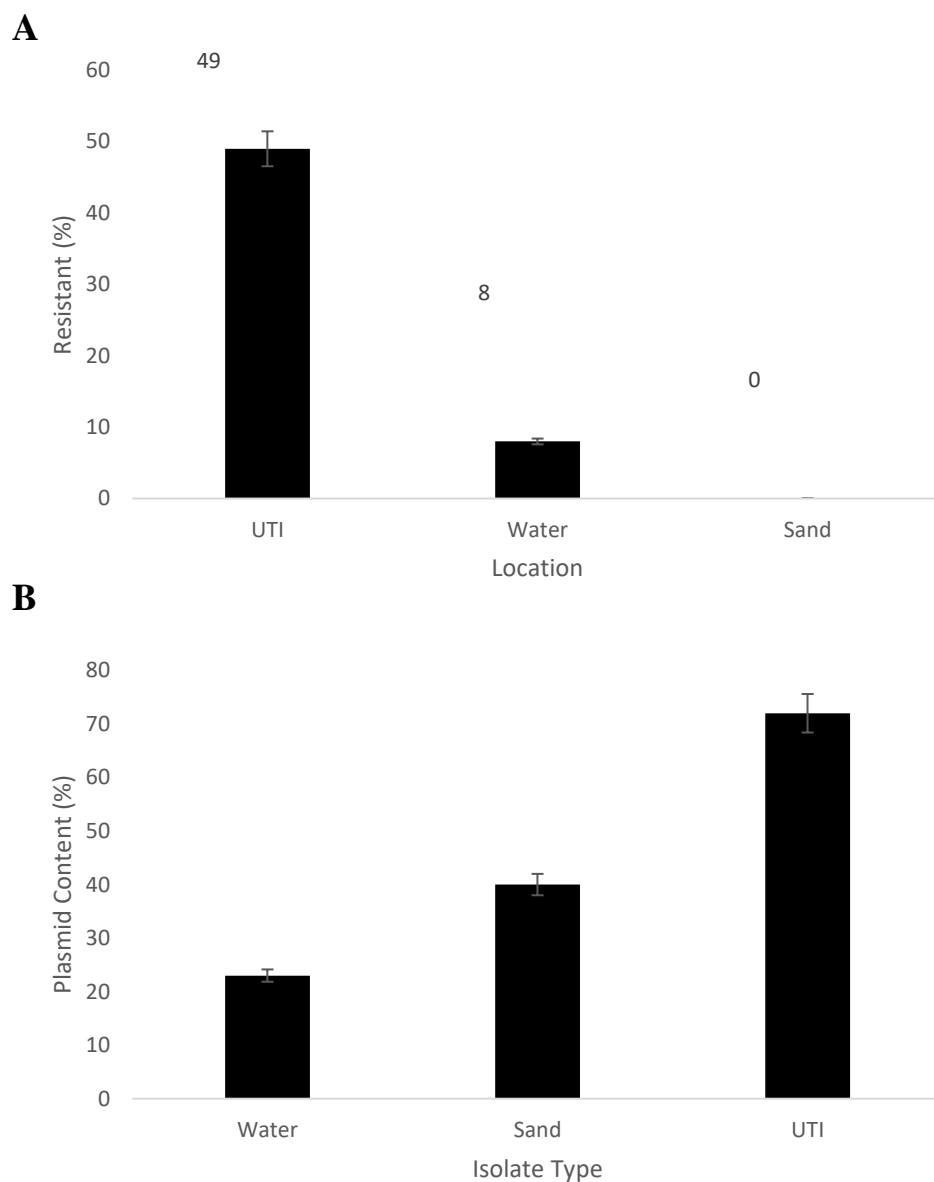 A
49
60
50
40
30
20
10
0
Resistant (%)
8
0
UTI Water Sand
Location
B
80
70
60
50
40
30
20
10
0
Plasmid Content (%)
Water Sand UTI
Isolate Type